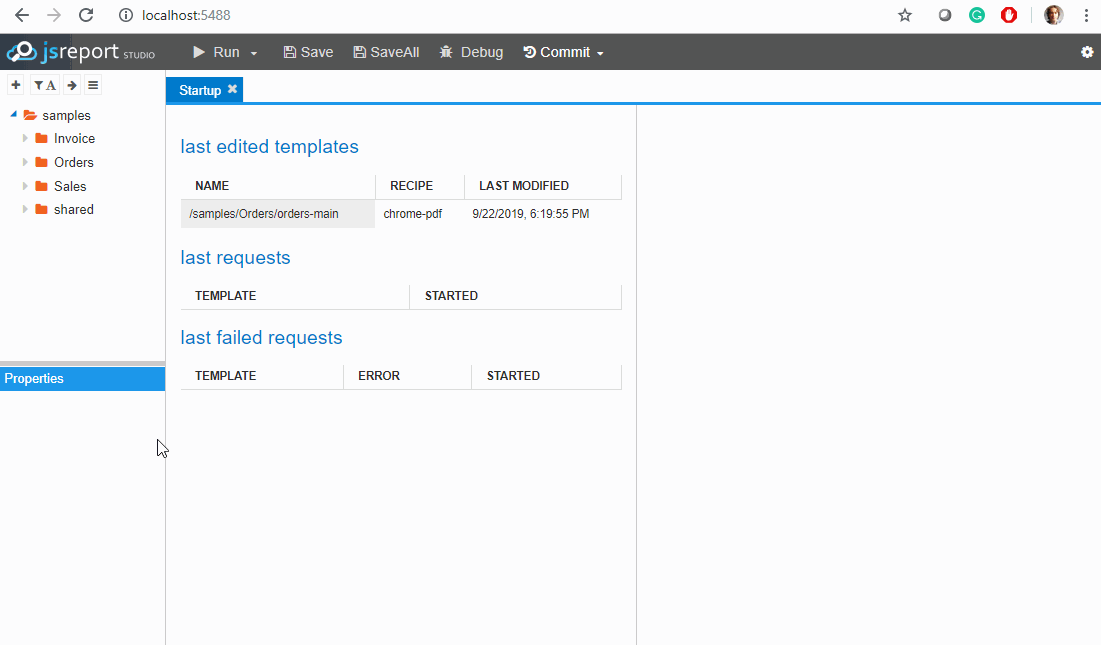 localhost:5488
jsreport STUDIO Run Save SaveAll Debug Commit
A
Startup
samples
Invoice
Orders
Sales
shared
Properties
last edited templates
NAME RECIPE LAST MODIFIED
/samples/Orders/orders-main chrome-pdf 9/22/2019, 6:19:55 PM
last requests
TEMPLATE STARTED
last failed requests
TEMPLATE ERROR STARTED